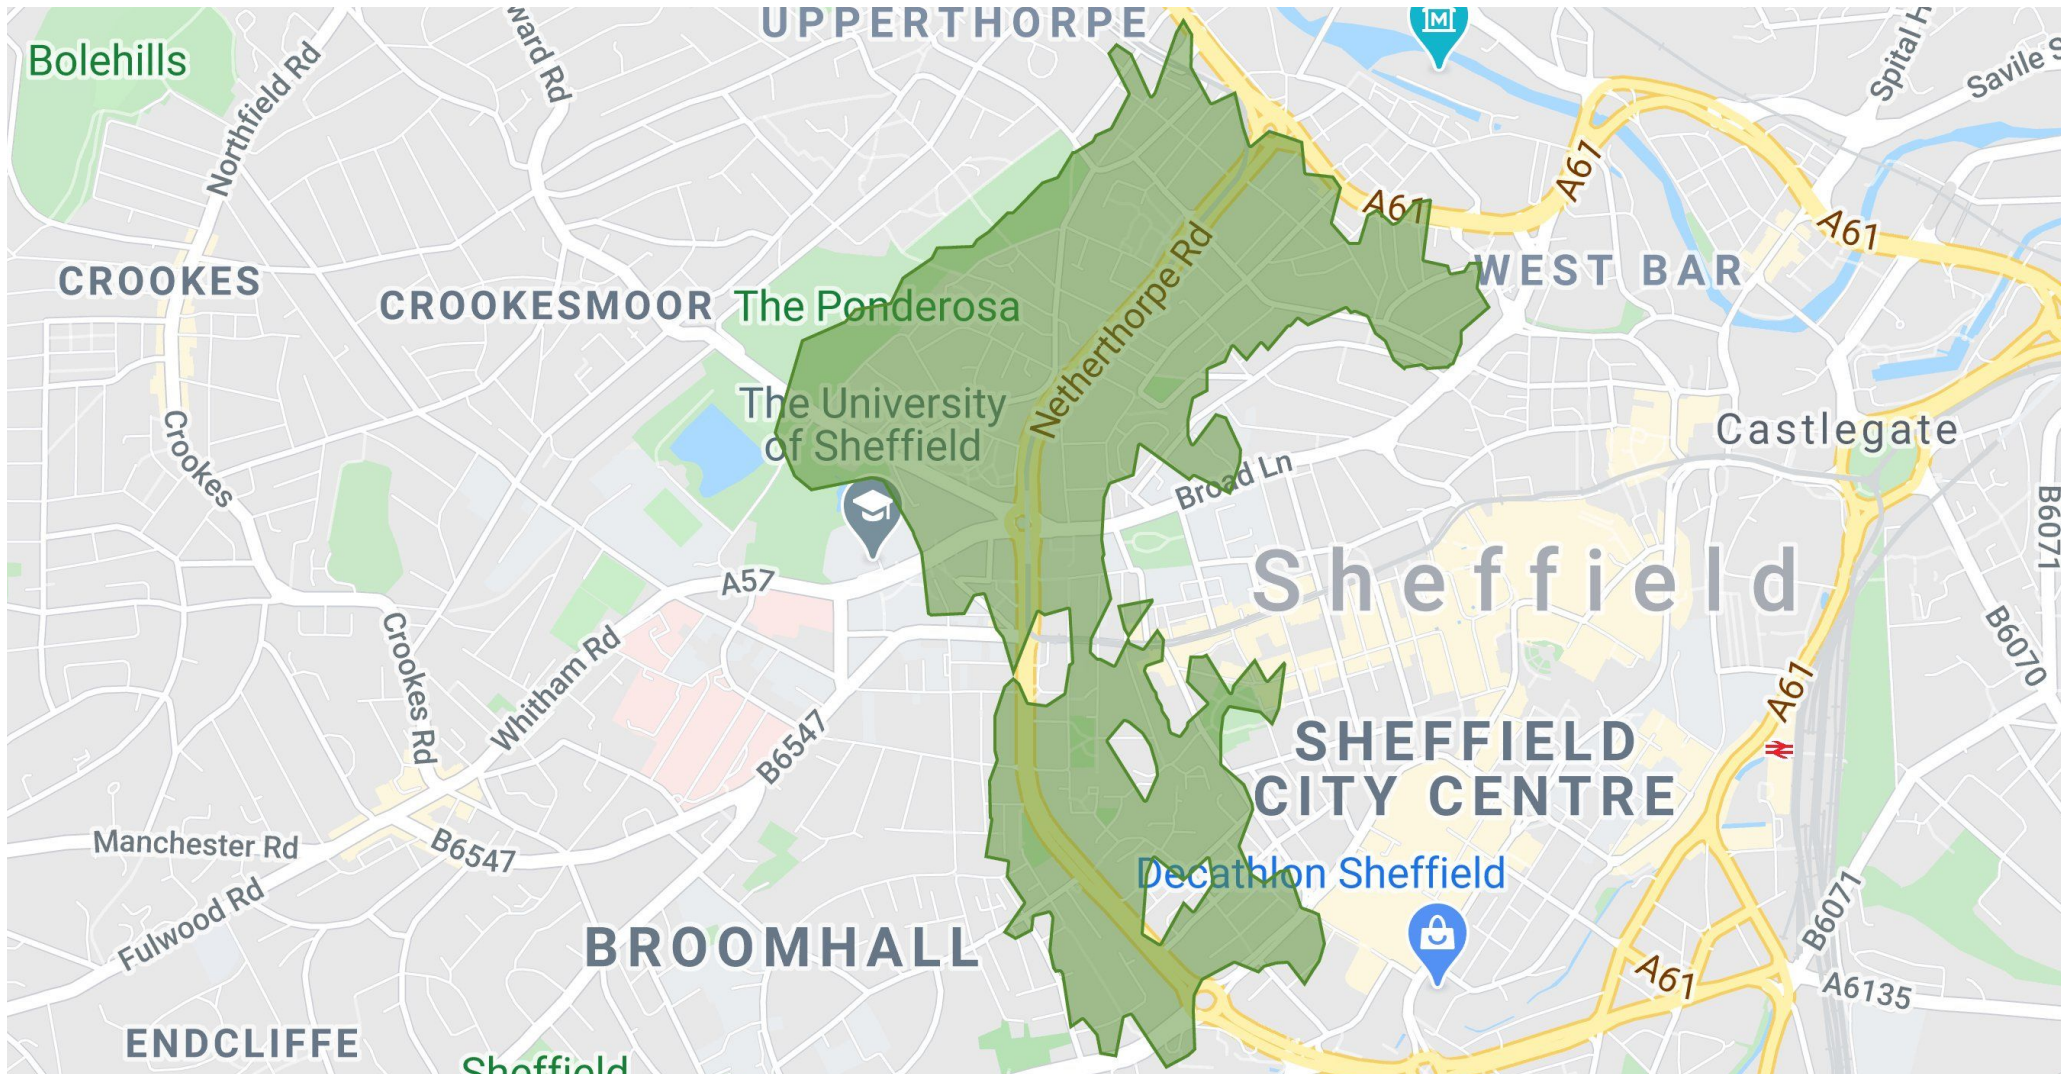 UPPERTHORPE
Bolehills
Northfield Rd
ward Rd
M
Spital H
Savile S
A61
A61
A61
CROOKES
CROOKESMOOR
The Ponderosa
Netherthorpe Rd
WEST BAR
The University
of Sheffield
Crookes
Castlegate
Broad Ln
B6071
Sheffield
A57
B6070
Crookes Rd
Whitham Rd
A61
B6547
SHEFFIELD
CITY CENTRE
Manchester Rd
B6547
Decathlon Sheffield
Fulwood Rd
B6071
BROOMHALL
A61
A6135
ENDCLIFFE
Sheffield